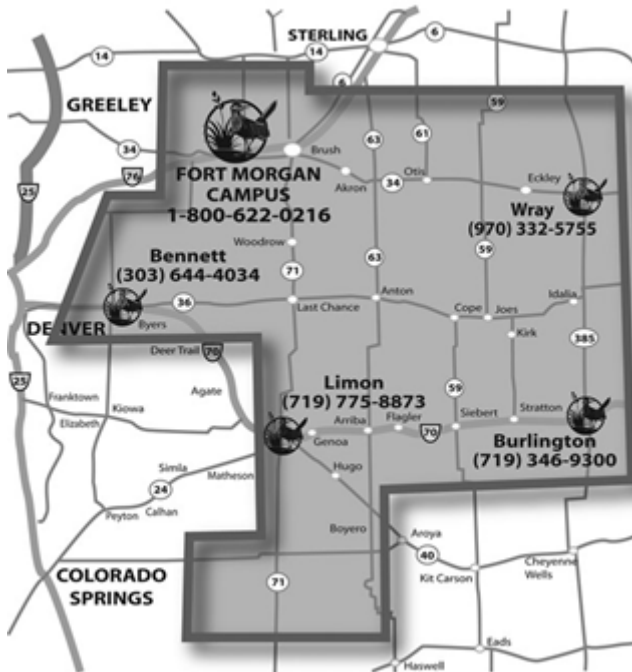 STERLING
6
14
14
6
59
GREELEY
63
61
34
Brush
FORT MORGAN
CAMPUS
1-800-622-0216
76
25
Akron
34
Otis
Eckley
Wray
(970) 332-5755
Woodrow
Bennett
(303) 644-4034
71
63
59
36
Last Chance
Anton
Cope
Joes
Idalia
DENVER
Byers
Kirk
385
Deer Trail
70
25
Limon
(719) 775-8873
59
Agate
Franktown
Kiowa
Elizabeth
Arriba
Flagler
70
Siebert
Stratton
Genoa
Burlington
(719) 346-9300
Simila
Matheson
Hugo
24
Peyton
Calhan
Boyero
Aroya
40
Cheyenne
Wells
Kit Carson
COLORADO
SPRINGS
71
Eads
Haswell